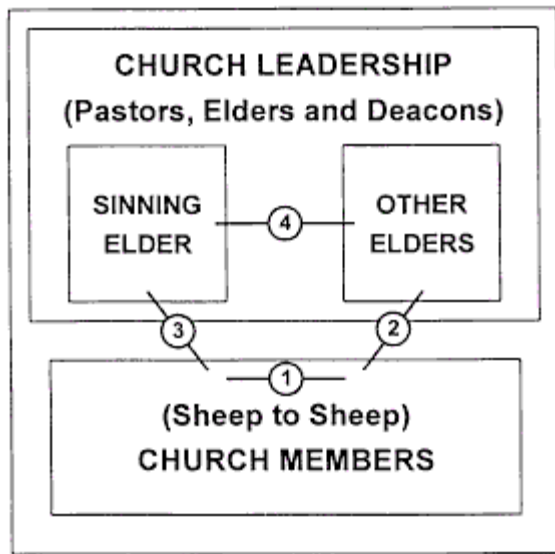 CHURCH LEADERSHIP
(Pastors, Elders and Deacons)
SINNING
ELDER
4
OTHER
ELDERS
3
2
1
(Sheep to Sheep)
CHURCH MEMBERS